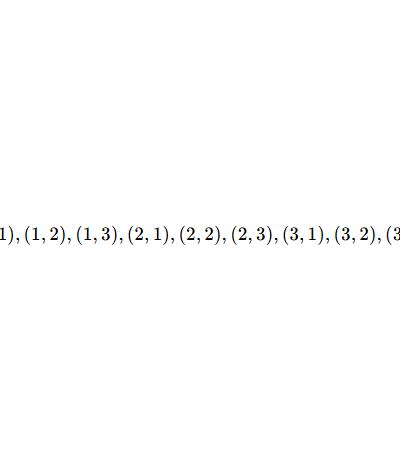 1), (1, 2), (1, 3), (2, 1), (2, 2), (2, 3), (3, 1), (3, 2), (3